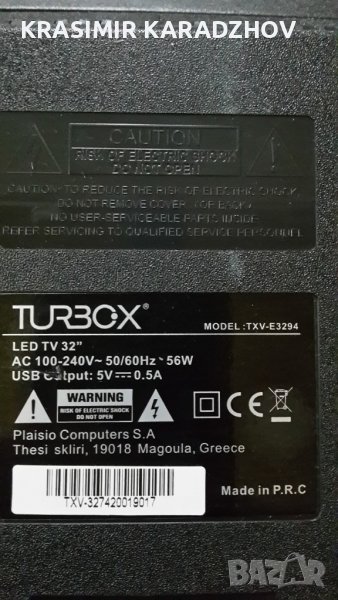 KRASIMIR KARADZHOV
CAUTION
RISK OF ELECTRIC SHOCK
DO NOT OPEN
CAUTION: TO REDUCE THE RISK OF ELECTRIC SHOCK,
DO NOT REMOVE COVER (OR BACK)
NO USER-SERVICEABLE PARTS INSIDE
REFER SERVICING TO QUALIFIED SERVICE PERSONNEL
TURBOX®
MODEL :TXV-E3294
LED TV 32"
AC 100-240V~ 50/60Hz 56W
USB Output: 5V⎓0.5A
WARNING
RISK OF ELECTRIC SHOCK
DO NOT OPEN
Plaisio Computers S.A
Thesi skliri, 19018 Magoula, Greece
TXV-327420019017
Made in P.R.C
BAZAR
bg